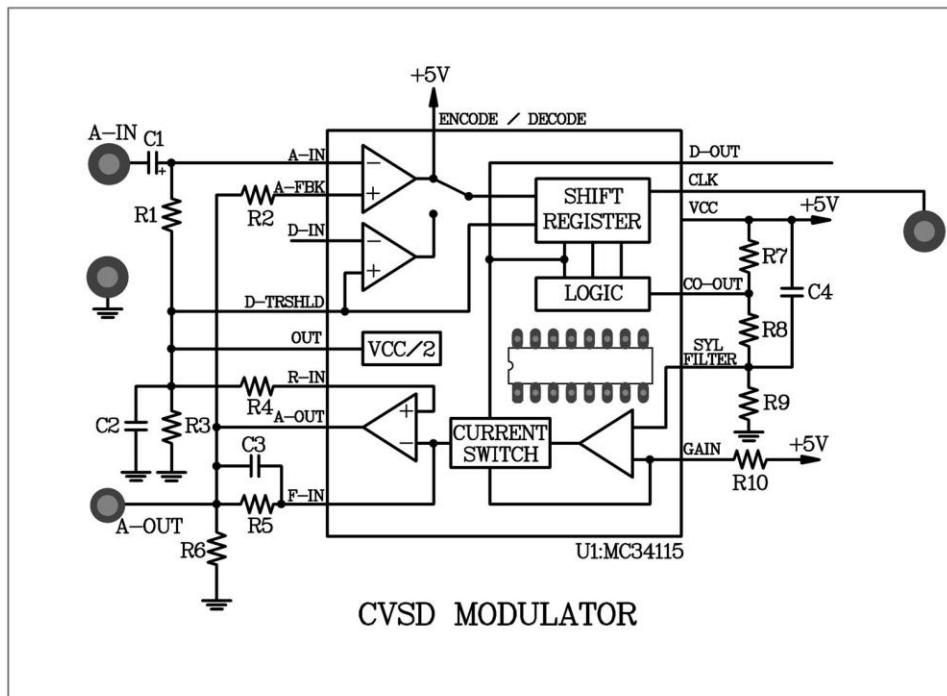 +5V
ENCODE / DECODE
A-IN
C1
+
A-IN
D-OUT
CLK
A-FBK
R2
R1
SHIFT
REGISTER
VCC
+5V
D-IN
R7
D-TRSHLD
LOGIC
CO-OUT
C4
OUT
VCC/2
R8
SYL
FILTER
R-IN
R4
A-OUT
C2
R3
R9
C3
CURRENT
SWITCH
GAIN
+5V
R10
F-IN
R5
A-OUT
R6
U1:MC34115
CVSD MODULATOR